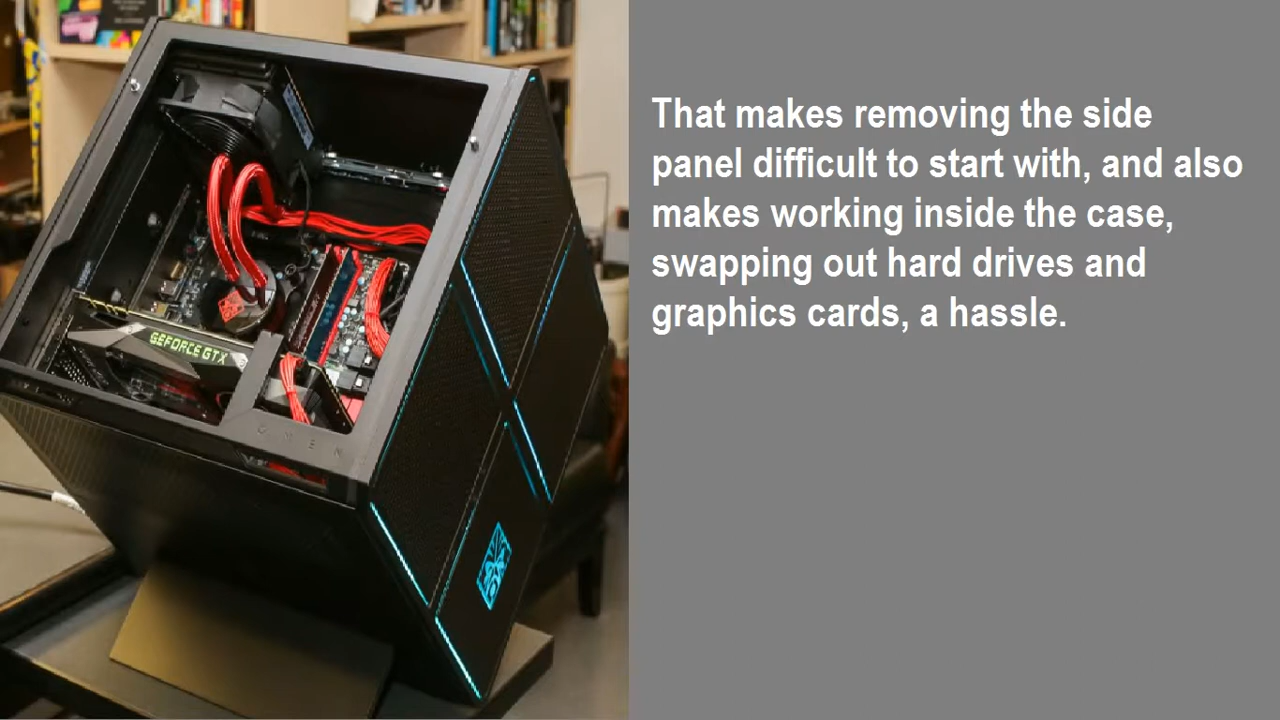 That makes removing the side
panel difficult to start with, and also
makes working inside the case,
swapping out hard drives and
graphics cards, a hassle.
GEFORCE GTX
OMEN